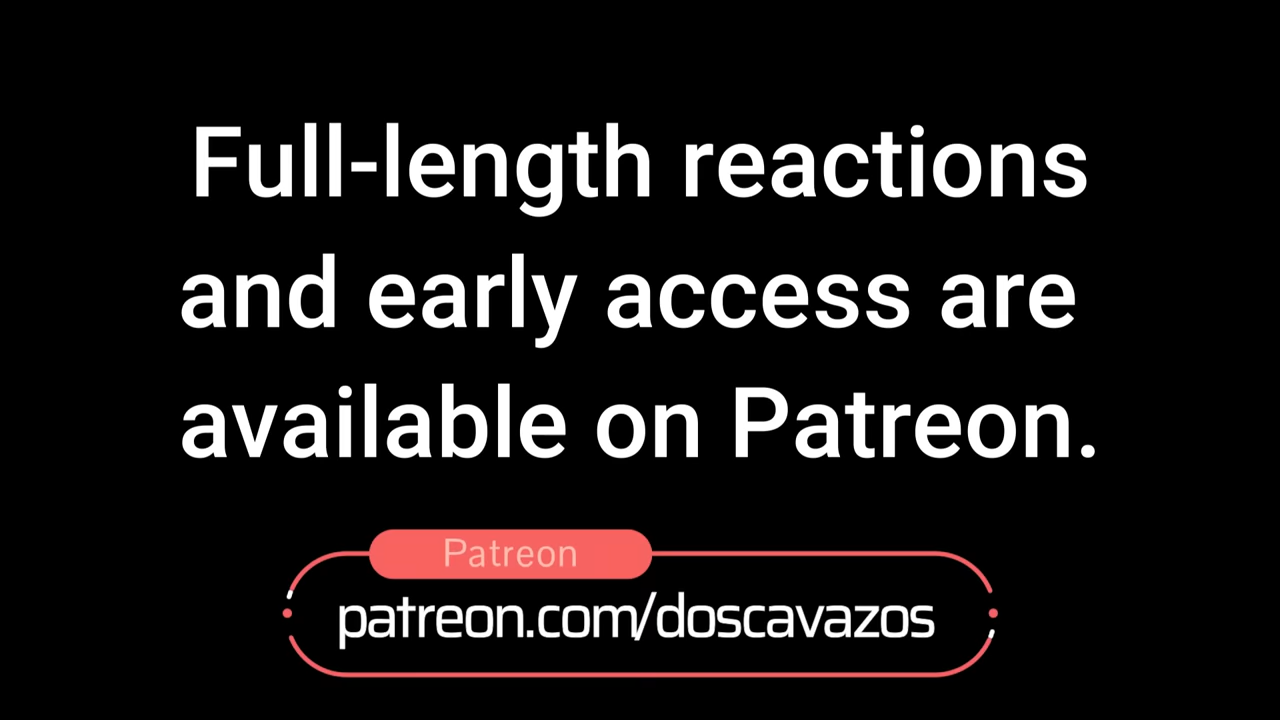 Full-length reactions
and early access are
available on Patreon.
Patreon
patreon.com/doscavazos